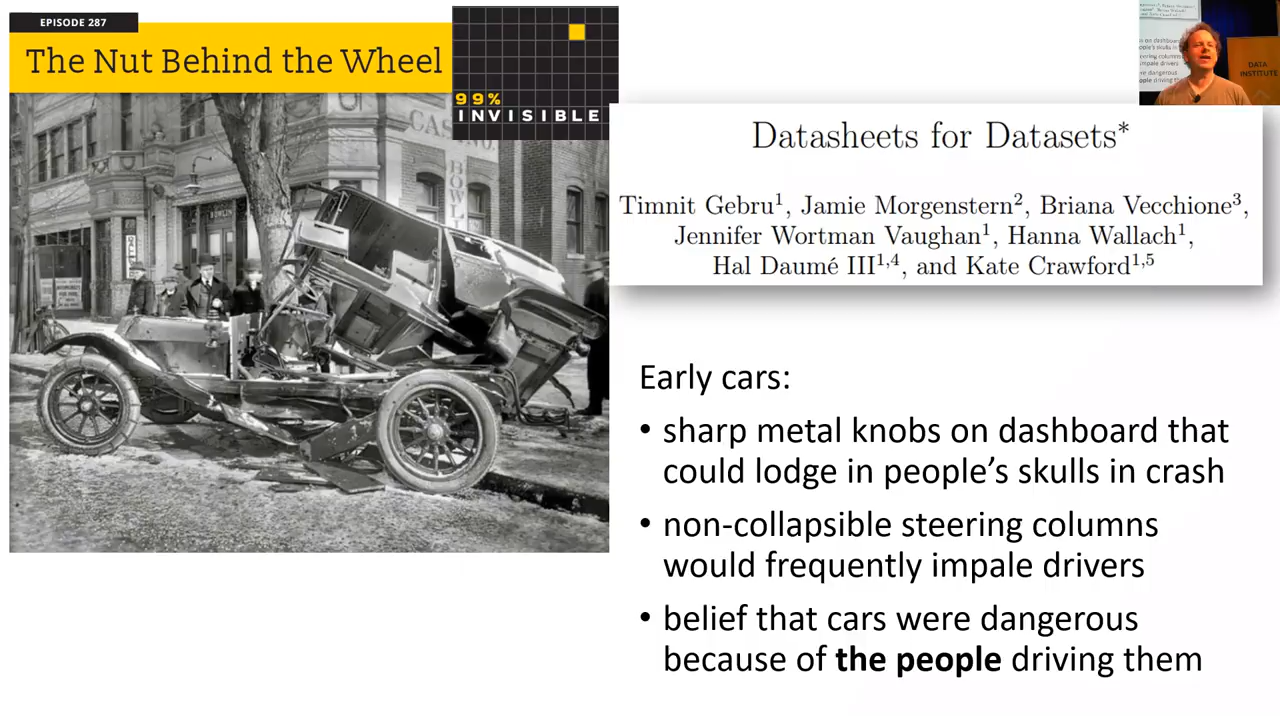 EPISODE 287
The Nut Behind the Wheel
99%
INVISIBLE
DATA
INSTITUTE
Datasheets for Datasets*
Timnit Gebru1, Jamie Morgenstern2, Briana Vecchione3,
Jennifer Wortman Vaughan1, Hanna Wallach1,
Hal Daumé III1,4, and Kate Crawford1,5
Early cars:
• sharp metal knobs on dashboard that
could lodge in people’s skulls in crash
• non-collapsible steering columns
would frequently impale drivers
• belief that cars were dangerous
because of the people driving them